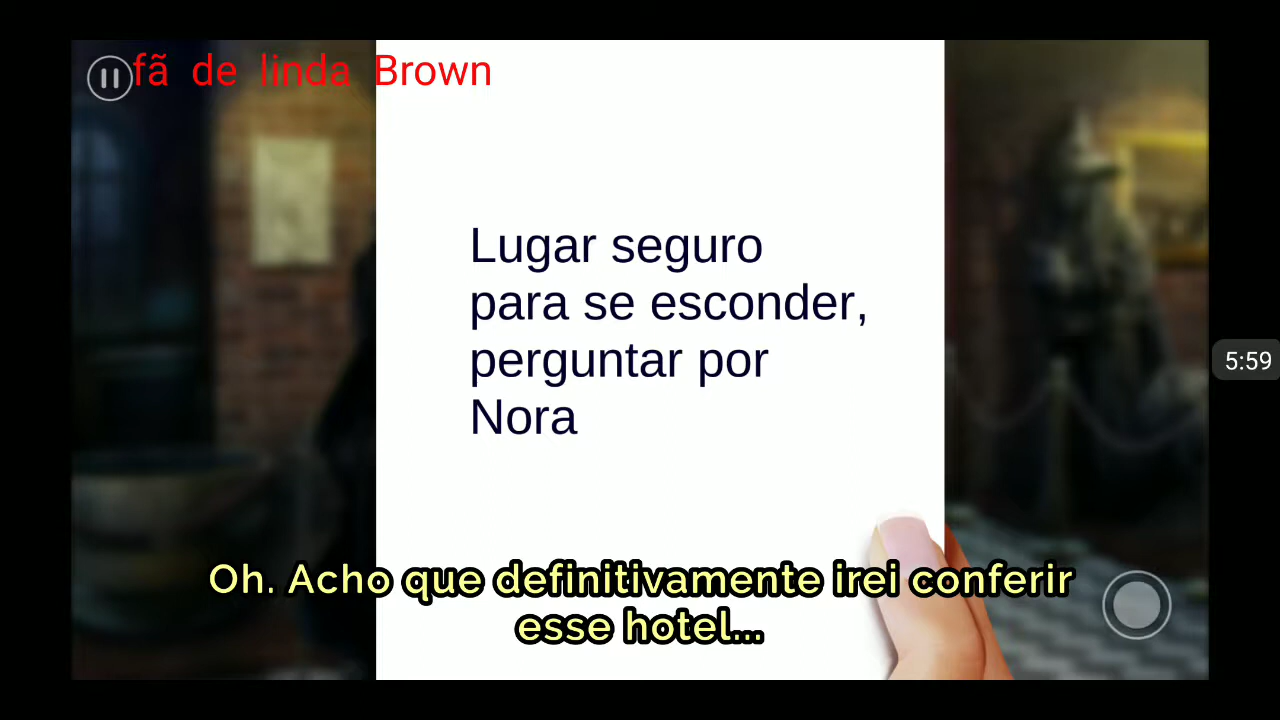 fã de linda Brown
Lugar seguro
para se esconder,
perguntar por
Nora
5:59
Oh. Acho que definitivamente irei conferir
esse hotel...